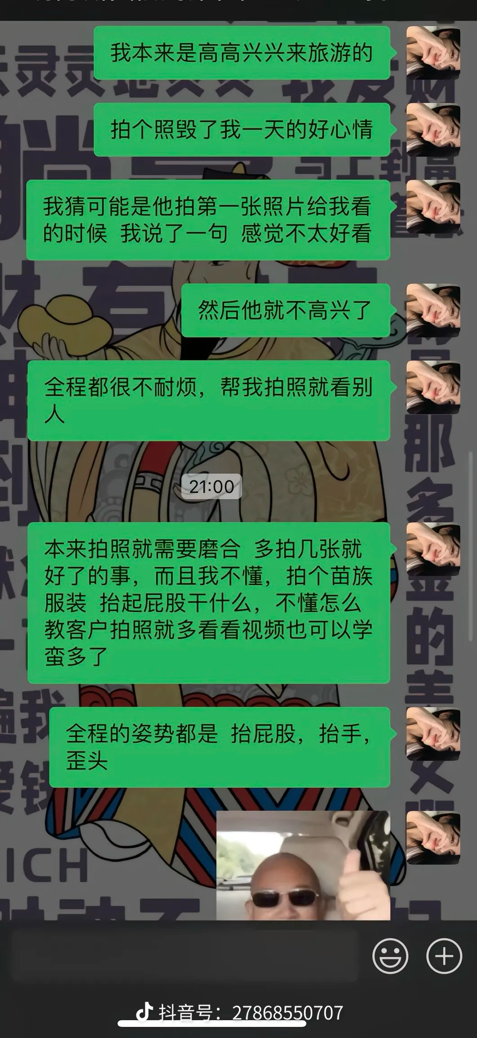 我本来是高高兴兴来旅游的
拍个照毁了我一天的好心情
我猜可能是他拍第一张照片给我看
的时候 我说了一句 感觉不太好看
然后他就不高兴了
全程都很不耐烦，帮我拍照就看别
人
21:00
本来拍照就需要磨合 多拍几张就
好了的事，而且我不懂，拍个苗族
服装 抬起屁股干什么，不懂怎么
教客户拍照就多看看视频也可以学
蛮多了
全程的姿势都是 抬屁股，抬手，
歪头
ICH
抖音号：27868550707